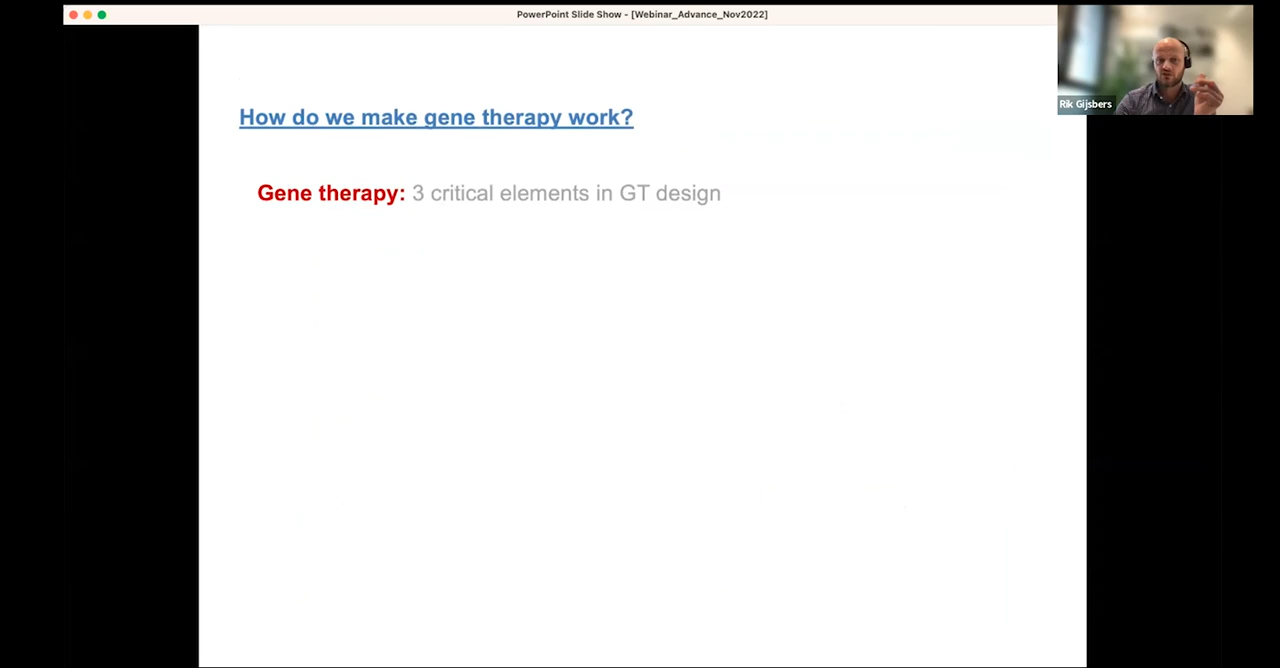 PowerPoint Slide Show - [Webinar_Advance_Nov2022]
Rik Gijsbers
How do we make gene therapy work?
Gene therapy: 3 critical elements in GT design